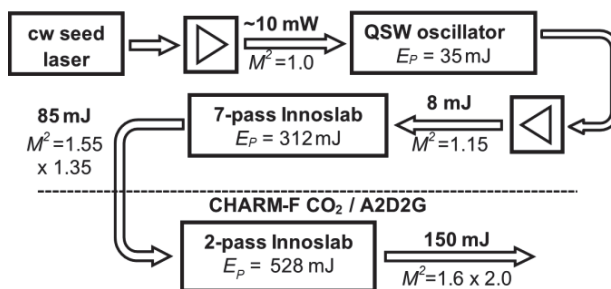 cw seed
laser
~10 mW
M²=1.0
QSW oscillator
E_P = 35 mJ
85 mJ
M²=1.55
x 1.35
7-pass Innoslab
E_P = 312 mJ
8 mJ
M²=1.15
CHARM-F CO₂ / A2D2G
2-pass Innoslab
E_P = 528 mJ
150 mJ
M²=1.6 x 2.0